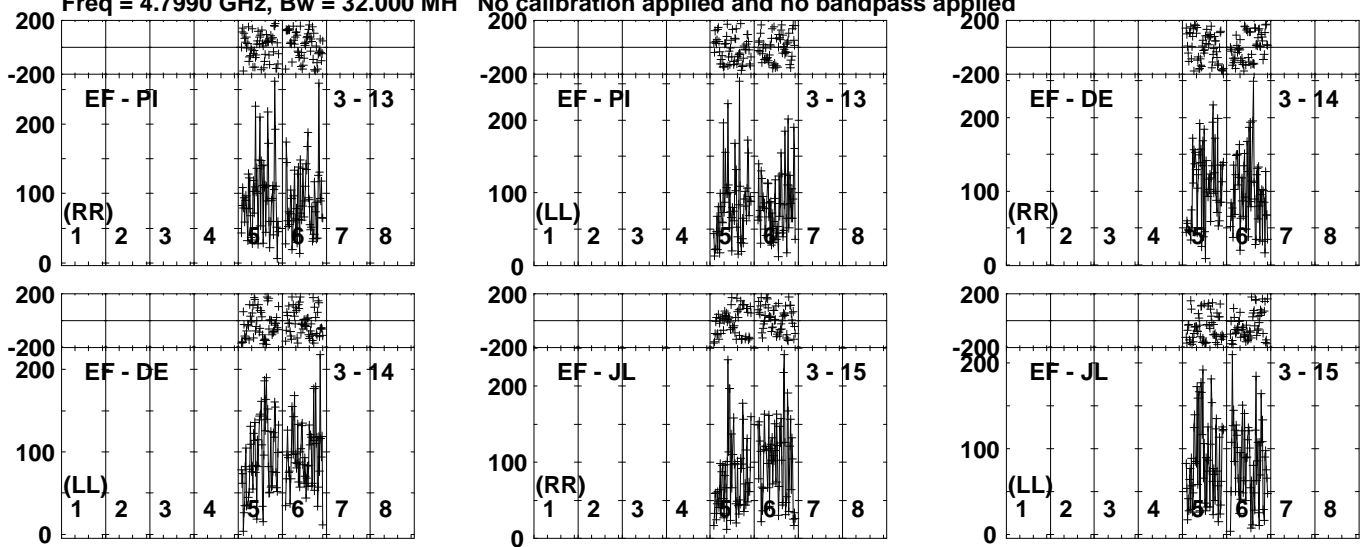 Freq = 4.7990 GHz, Bw = 32.000 MH No calibration applied and no bandpass applied
200
-200
EF - PI 3 - 13
200
100
(RR)
1 2 3 4 5 6 7 8
0
EF - PI 3 - 13
200
100
(LL)
1 2 3 4 5 6 7 8
0
EF - DE 3 - 14
200
100
(RR)
1 2 3 4 5 6 7 8
0
200
-200
200
EF - DE 3 - 14
100
(LL)
1 2 3 4 5 6 7 8
0
EF - JL 3 - 15
200
100
(RR)
1 2 3 4 5 6 7 8
0
200
-200
200
EF - JL 3 - 15
100
(LL)
1 2 3 4 5 6 7 8
0